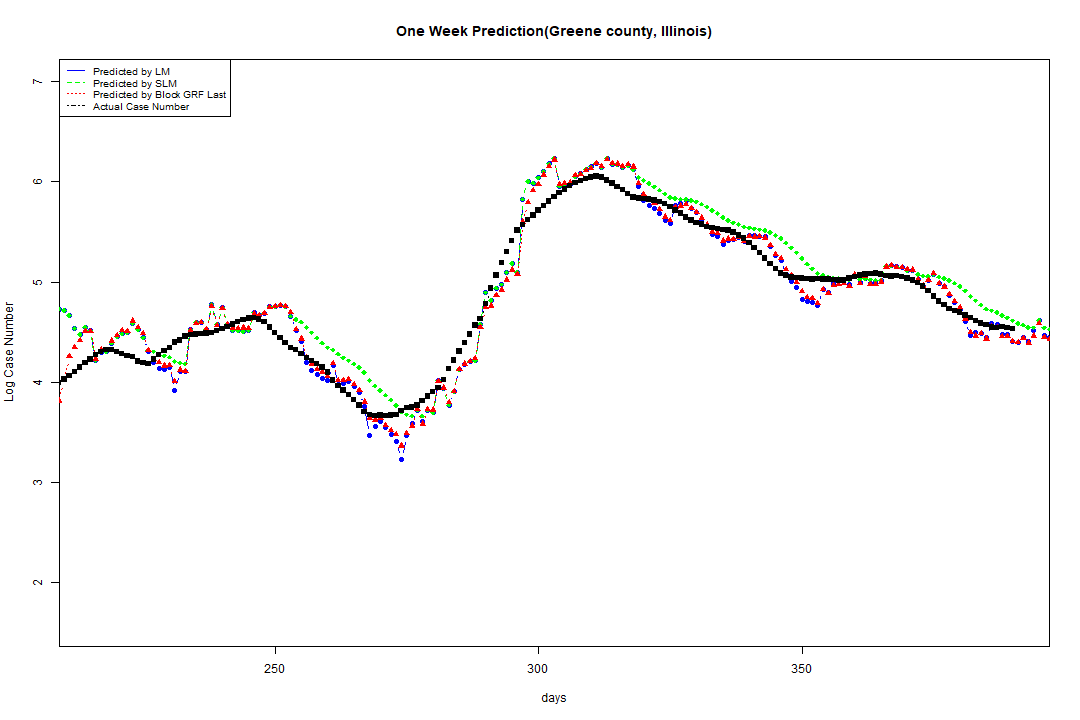 One Week Prediction(Greene county, Illinois)
Predicted by LM
Predicted by SLM
Predicted by Block GRF Last
Actual Case Number
7
6
5
4
3
2
Log Case Number
250 300 350
days